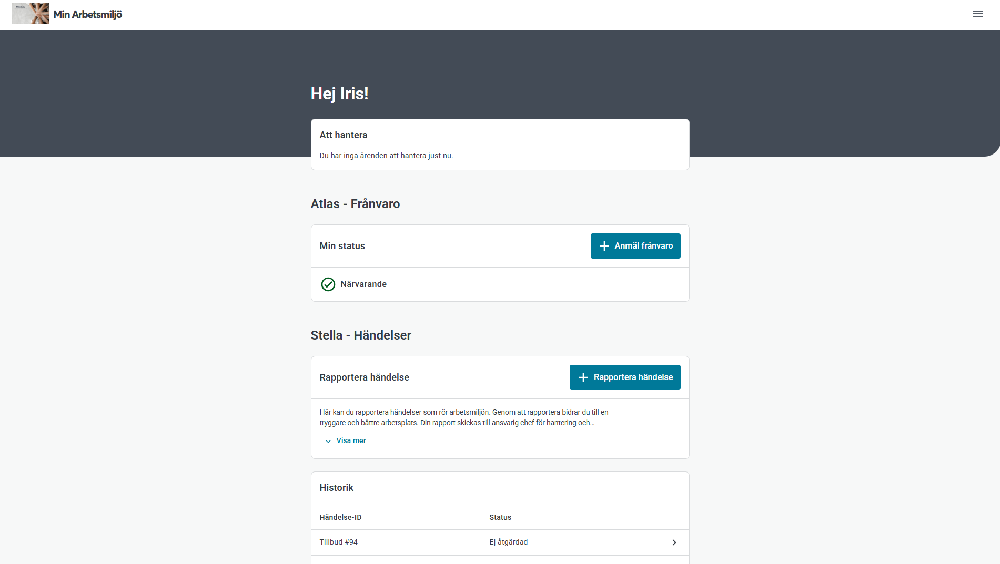 Min Arbetsmiljö
Hej Iris!
Att hantera
Du har inga ärenden att hantera just nu.
Atlas - Frånvaro
Min status
Anmäl frånvaro
Närvarande
Stella - Händelser
Rapportera händelse
Rapportera händelse
Här kan du rapportera händelser som rör arbetsmiljön. Genom att rapportera bidrar du till en
tryggare och bättre arbetsplats. Din rapport skickas till ansvarig chef för hantering och...
Visa mer
Historik
Händelse-ID Status
Tillbud #94 Ej åtgärdad